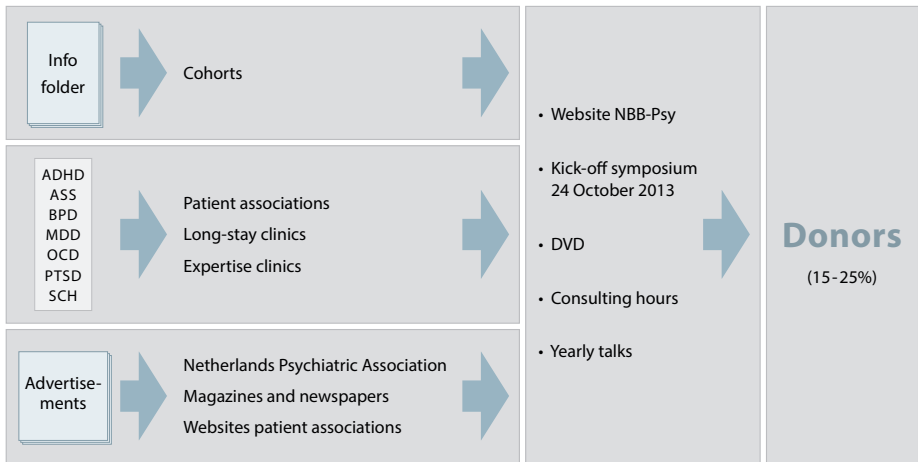 Info
folder
Cohorts
ADHD
ASS
BPD
MDD
OCD
PTSD
SCH
Patient associations
Long-stay clinics
Expertise clinics
Advertise-
ments
Netherlands Psychiatric Association
Magazines and newspapers
Websites patient associations
• Website NBB-Psy
• Kick-off symposium
24 October 2013
• DVD
• Consulting hours
• Yearly talks
Donors
(15-25%)